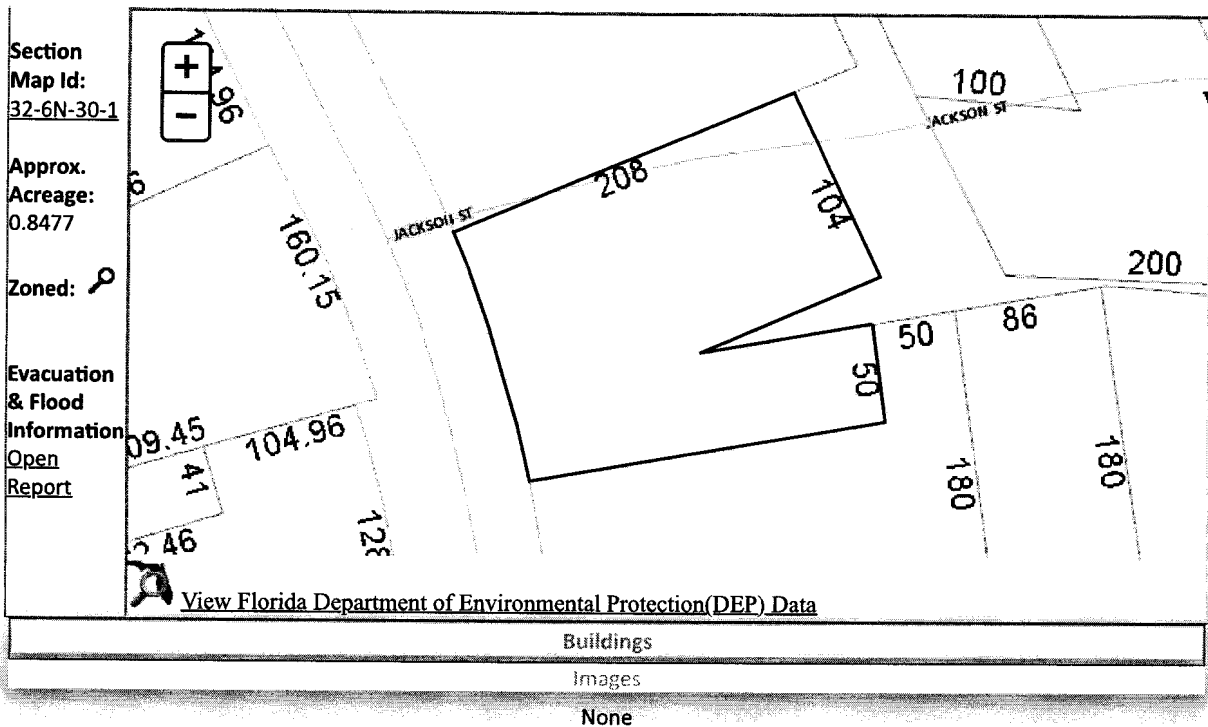 Section
Map Id:
32-6N-30-1
Approx.
Acreage:
0.8477
Zoned:
Evacuation
& Flood
Information
Open
Report
+
−
100
JACKSON ST
208
JACKSON ST
104
160.15
200
50
86
50
09.45
104.96
41
180
180
View Florida Department of Environmental Protection(DEP) Data
Buildings
Images
None